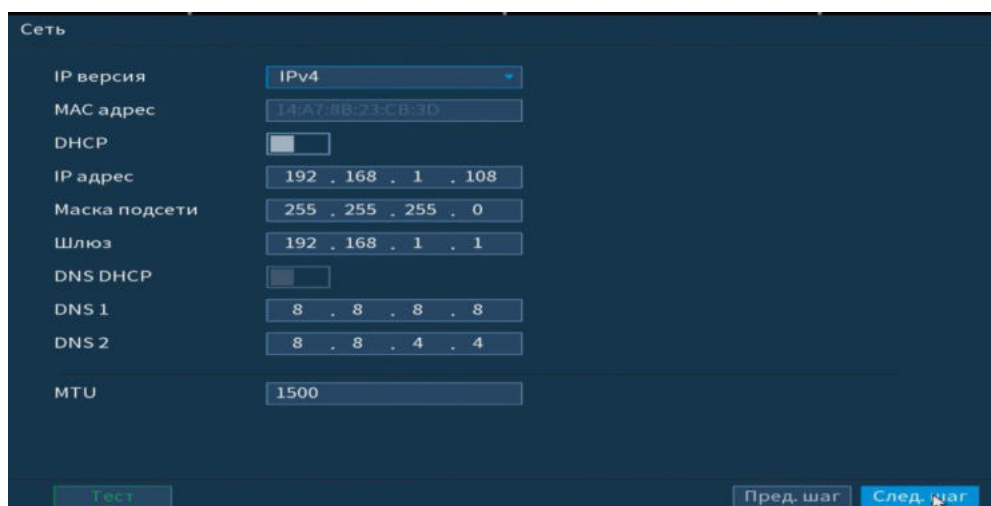 Сеть
IP версия IPv4
MAC адрес 14:A7:8B:23:CB:3D
DHCP
IP адрес 192 . 168 . 1 . 108
Маска подсети 255 . 255 . 255 . 0
Шлюз 192 . 168 . 1 . 1
DNS DHCP
DNS 1 8 . 8 . 8 . 8
DNS 2 8 . 8 . 4 . 4
MTU 1500
Тест Пред. шаг След. шаг